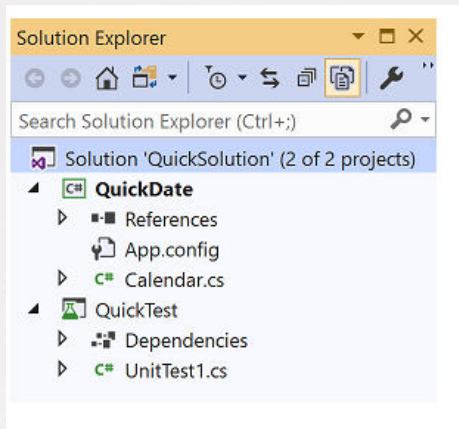 Solution Explorer
Search Solution Explorer (Ctrl+;)
Solution 'QuickSolution' (2 of 2 projects)
C# QuickDate
References
App.config
C# Calendar.cs
QuickTest
Dependencies
C# UnitTest1.cs